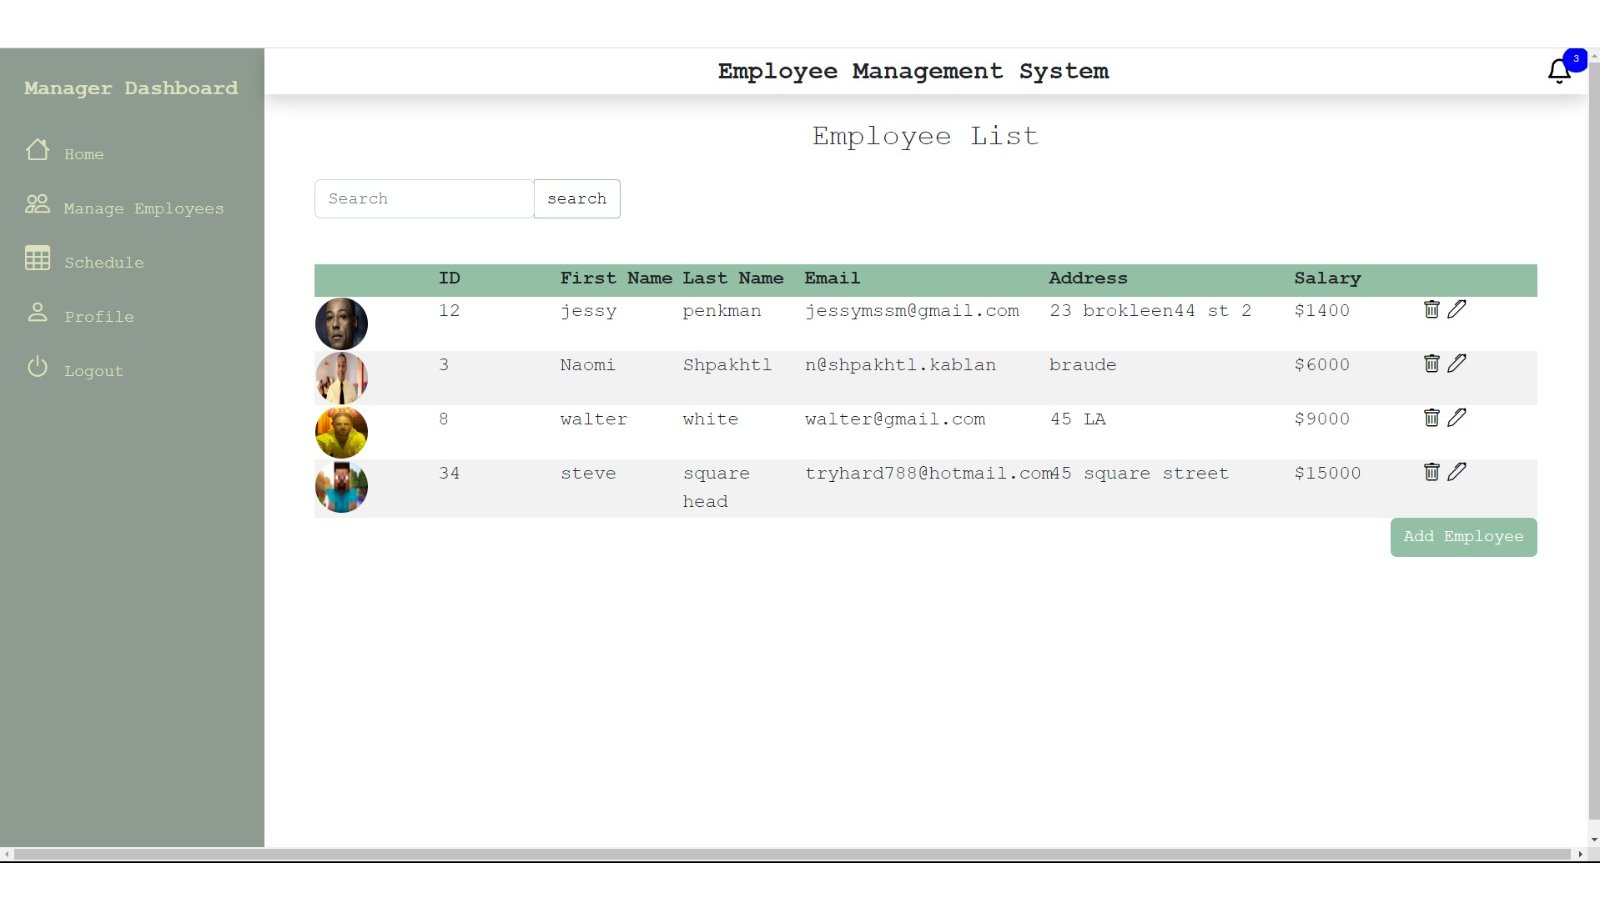 Manager Dashboard
Home
Manage Employees
Schedule
Profile
Logout
Employee Management System
3
Employee List
Search search
ID First Name Last Name Email Address Salary
12 jessy penkman jessymssm@gmail.com 23 brokleen44 st 2 $1400
3 Naomi Shpakhtl n@shpakhtl.kablan braude $6000
8 walter white walter@gmail.com 45 LA $9000
34 steve square tryhard788@hotmail.com 45 square street $15000
head
Add Employee